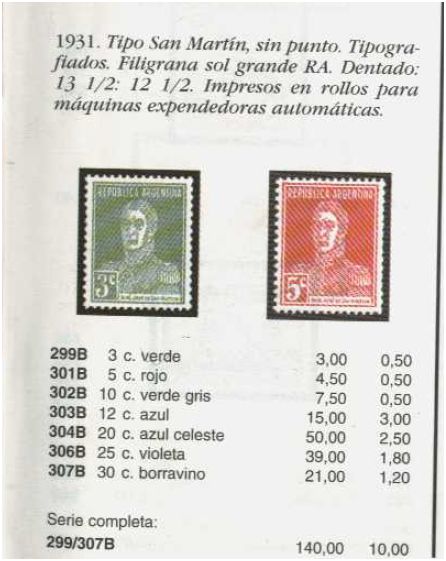 1931. Tipo San Martín, sin punto. Tipogra-
fiados. Filigrana sol grande RA. Dentado:
13 1/2: 12 1/2. Impresos en rollos para
máquinas expendedoras automáticas.
REPUBLICA ARGENTINA REPUBLICA ARGENTINA
3c 5c
299B 3 c. verde 3,00 0,50
301B 5 c. rojo 4,50 0,50
302B 10 c. verde gris 7,50 0,50
303B 12 c. azul 15,00 3,00
304B 20 c. azul celeste 50,00 2,50
306B 25 c. violeta 39,00 1,80
307B 30 c. borravino 21,00 1,20
Serie completa:
299/307B 140,00 10,00